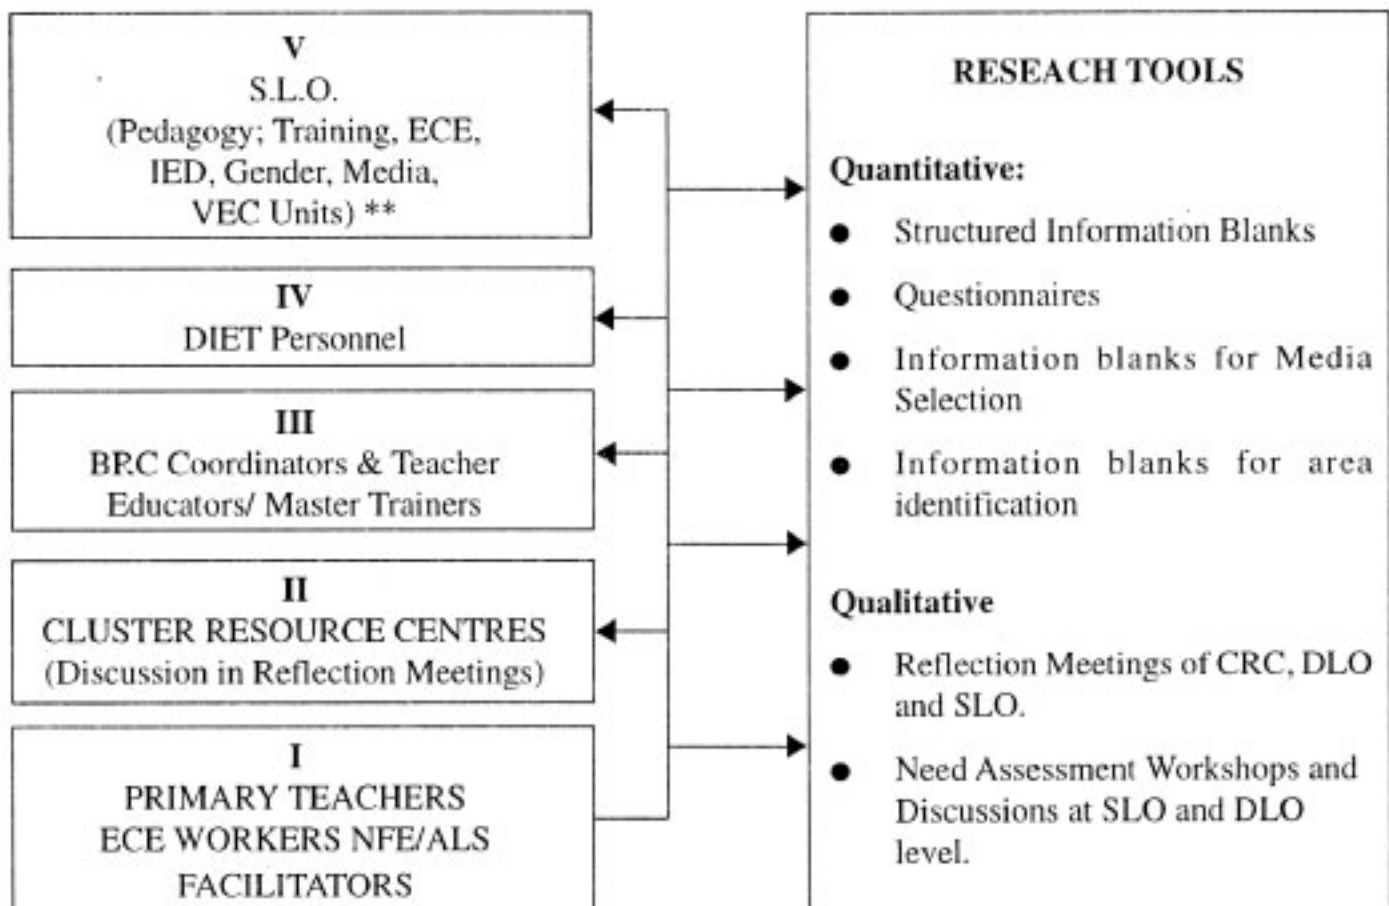 V
S.L.O.
(Pedagogy; Training, ECE,
IED, Gender, Media,
VEC Units) **
IV
DIET Personnel
III
BRC Coordinators & Teacher
Educators/ Master Trainers
II
CLUSTER RESOURCE CENTRES
(Discussion in Reflection Meetings)
I
PRIMARY TEACHERS
ECE WORKERS NFE/ALS
FACILITATORS
RESEACH TOOLS
Quantitative:
● Structured Information Blanks
● Questionnaires
● Information blanks for Media
Selection
● Information blanks for area
identification
Qualitative
● Reflection Meetings of CRC, DLO
and SLO.
● Need Assessment Workshops and
Discussions at SLO and DLO
level.